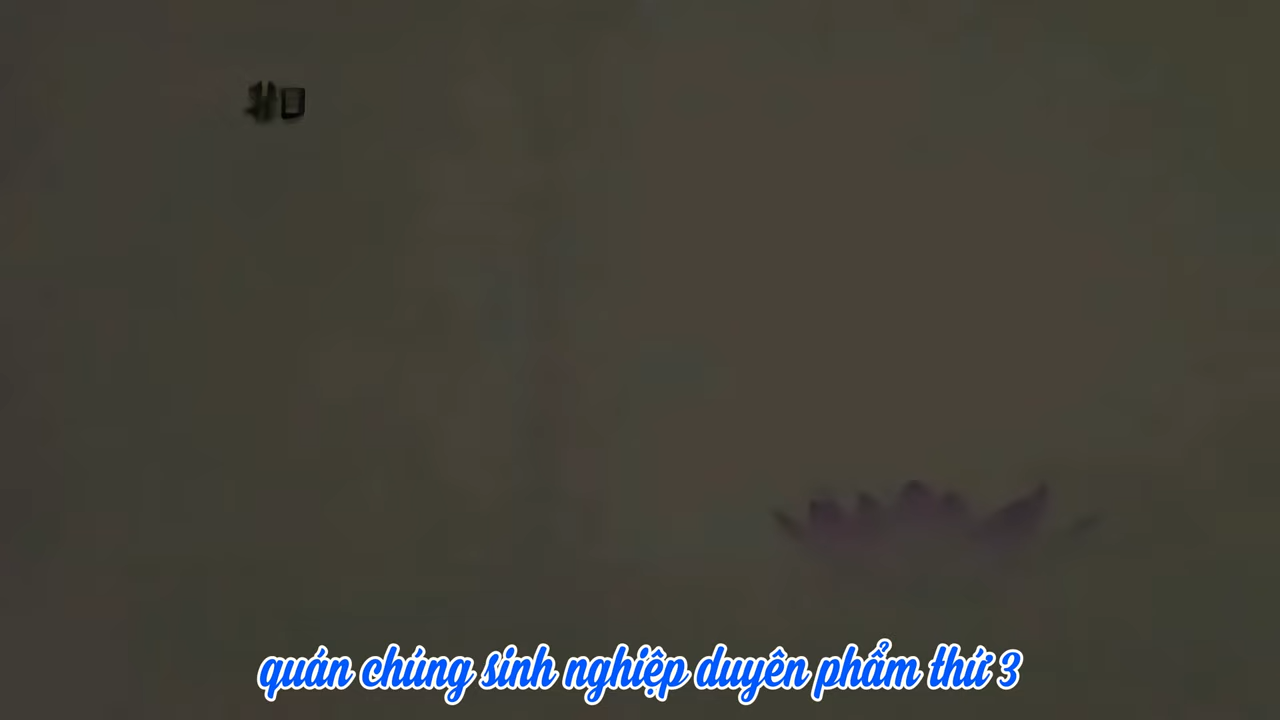 quán chúng sinh nghiệp duyên phẩm thứ 3